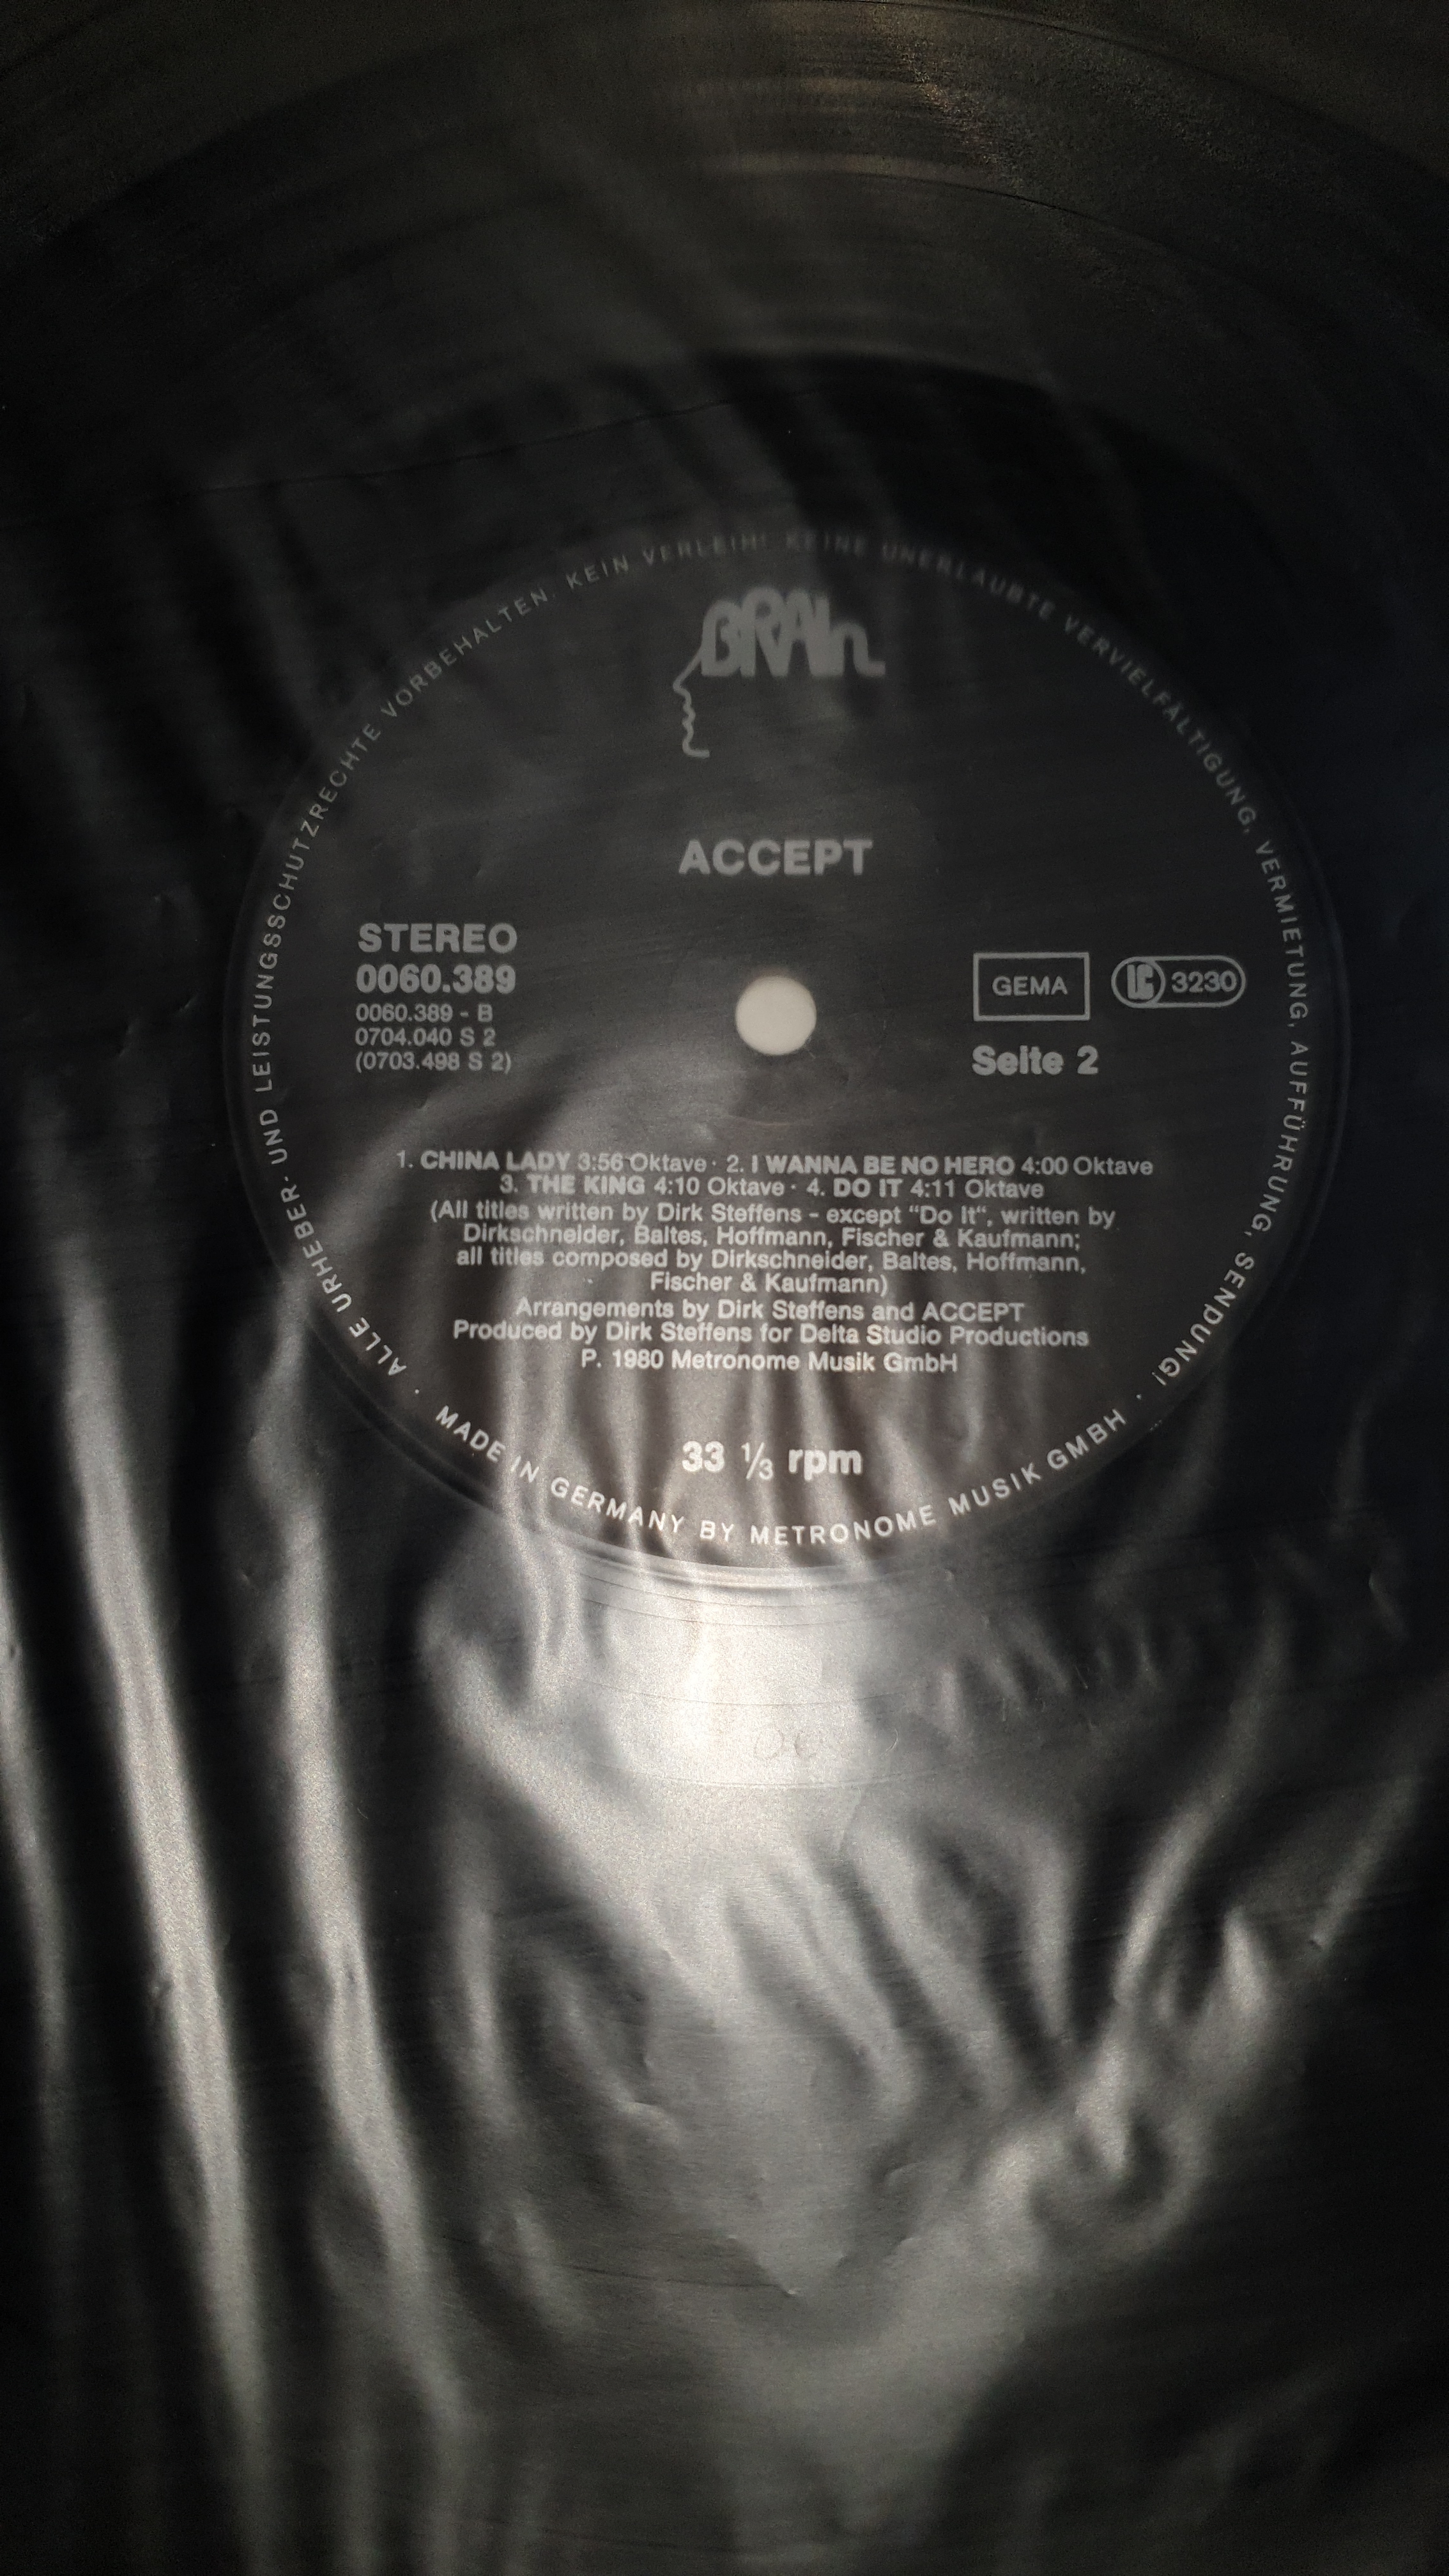 BRAIN
ACCEPT
STEREO
0060.389
0060.389 - B
0704.040 S 2
(0703.498 S 2)
GEMA
LC 3230
Seite 2
1. CHINA LADY 3:56 Oktave · 2. I WANNA BE NO HERO 4:00 Oktave
3. THE KING 4:10 Oktave · 4. DO IT 4:11 Oktave
(All titles written by Dirk Steffens - except "Do It", written by
Dirkschneider, Baltes, Hoffmann, Fischer & Kaufmann;
all titles composed by Dirkschneider, Baltes, Hoffmann,
Fischer & Kaufmann)
Arrangements by Dirk Steffens and ACCEPT
Produced by Dirk Steffens for Delta Studio Productions
P. 1980 Metronome Musik GmbH
33 ⅓ rpm
· ALLE URHEBER- UND LEISTUNGSSCHUTZRECHTE VORBEHALTEN. KEIN VERLEIH! KEINE UNERLAUBTE VERVIELFÄLTIGUNG, VERMIETUNG, AUFFÜHRUNG, SENDUNG! ·
MADE IN GERMANY BY METRONOME MUSIK GMBH